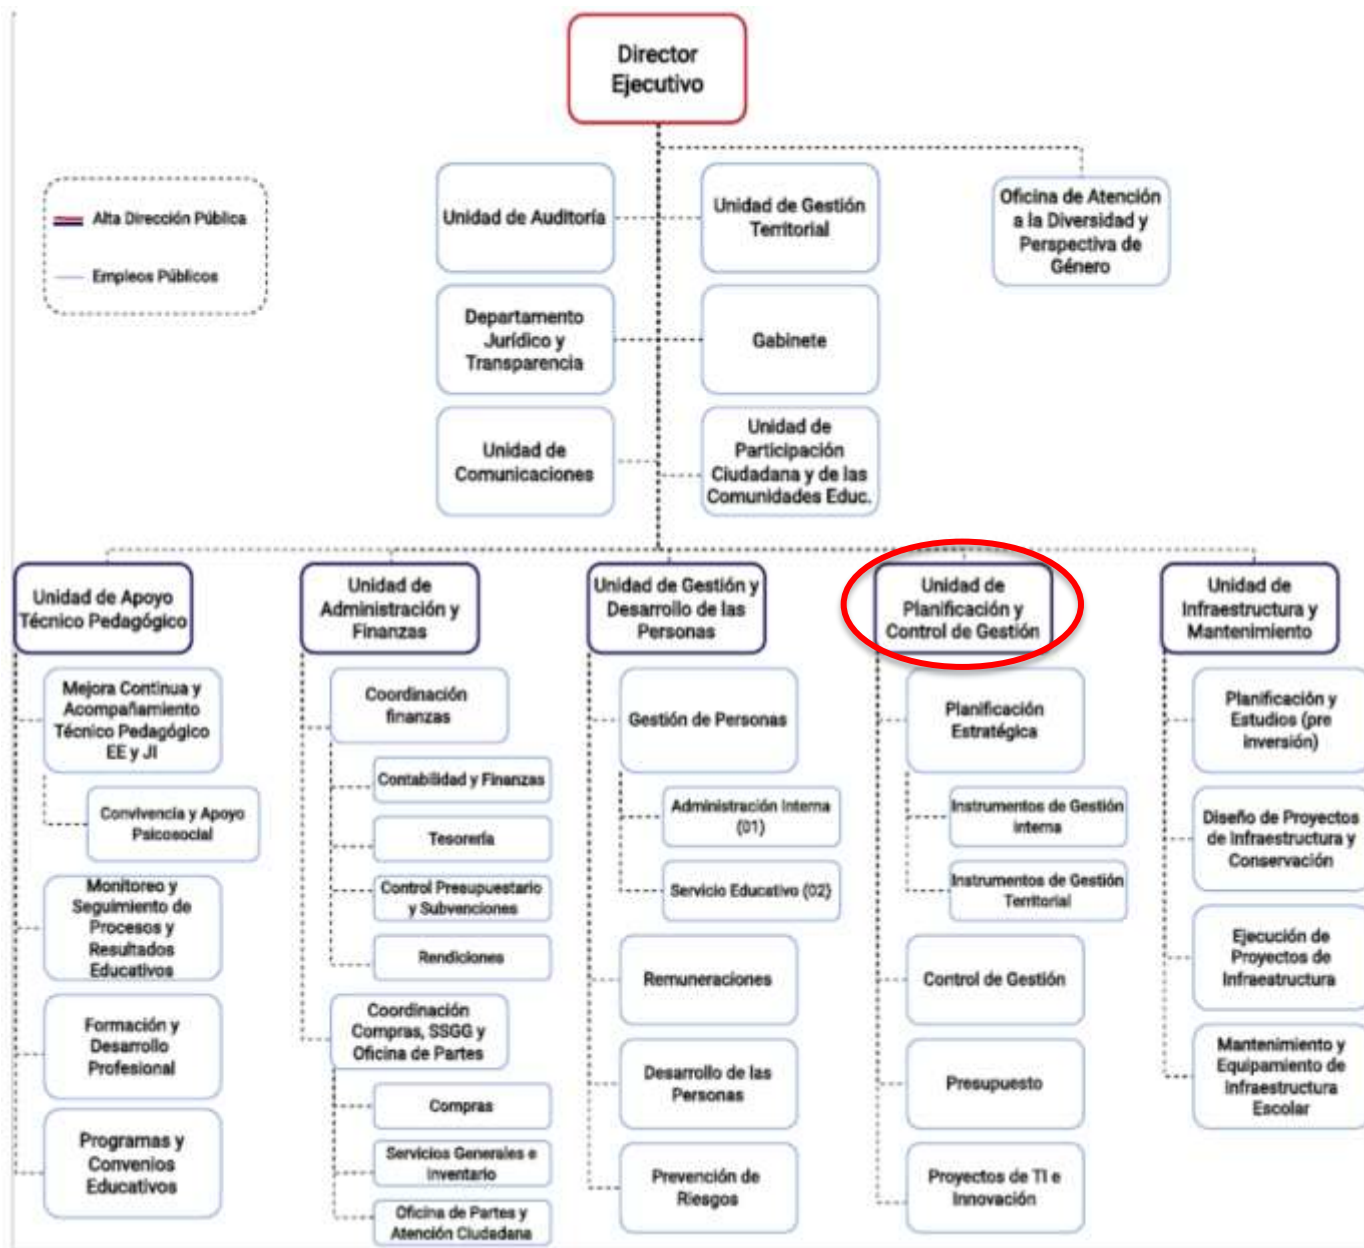 Director
Ejecutivo
Alta Dirección Pública
Empleos Públicos
Unidad de Auditoría
Unidad de Gestión
Territorial
Oficina de Atención
a la Diversidad y
Perspectiva de
Género
Departamento
Jurídico y
Transparencia
Gabinete
Unidad de
Comunicaciones
Unidad de
Participación
Ciudadana y de las
Comunidades Educ.
Unidad de Apoyo
Técnico Pedagógico
Mejora Continua y
Acompañamiento
Técnico Pedagógico
EE y JI
Convivencia y Apoyo
Psicosocial
Monitoreo y
Seguimiento de
Procesos y
Resultados
Educativos
Formación y
Desarrollo
Profesional
Programas y
Convenios
Educativos
Unidad de
Administración y
Finanzas
Coordinación
finanzas
Contabilidad y Finanzas
Tesorería
Control Presupuestario
y Subvenciones
Rendiciones
Coordinación
Compras, SSGG y
Oficina de Partes
Compras
Servicios Generales e
inventario
Oficina de Partes y
Atención Ciudadana
Unidad de Gestión y
Desarrollo de las
Personas
Gestión de Personas
Administración Interna
(01)
Servicio Educativo (02)
Remuneraciones
Desarrollo de las
Personas
Prevención de
Riesgos
Unidad de
Planificación y
Control de Gestión
Planificación
Estratégica
Instrumentos de Gestión
interna
Instrumentos de Gestión
Territorial
Control de Gestión
Presupuesto
Proyectos de TI e
Innovación
Unidad de
Infraestructura y
Mantenimiento
Planificación y
Estudios (pre
inversión)
Diseño de Proyectos
de Infraestructura y
Conservación
Ejecución de
Proyectos de
Infraestructura
Mantenimiento y
Equipamiento de
Infraestructura
Escolar